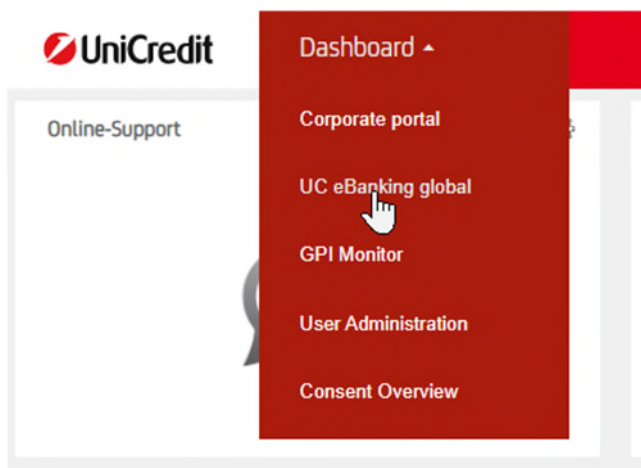 UniCredit
Dashboard
Corporate portal
Online-Support
UC eBanking global
GPI Monitor
User Administration
Consent Overview